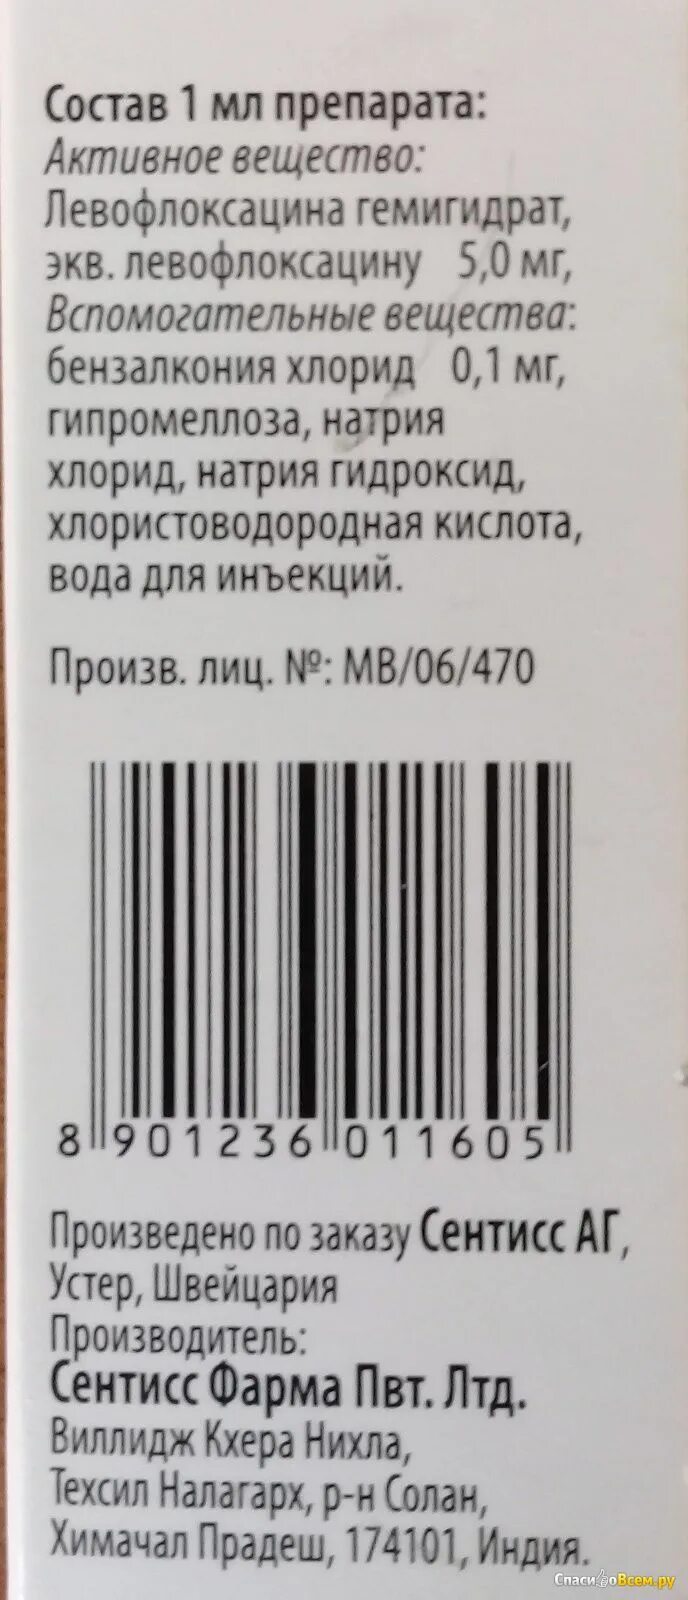 Состав 1 мл препарата:
Активное вещество:
Левофлоксацина гемигидрат,
экв. левофлоксацину 5,0 мг,
Вспомогательные вещества:
бензалкония хлорид 0,1 мг,
гипромеллоза, натрия
хлорид, натрия гидроксид,
хлористоводородная кислота,
вода для инъекций.
Произв. лиц. №: MB/06/470
8 901236 011605
Произведено по заказу Сентисс АГ,
Устер, Швейцария
Производитель:
Сентисс Фарма Пвт. Лтд.
Виллидж Кхера Нихла,
Техсил Налагарх, р-н Солан,
Химачал Прадеш, 174101, Индия.
СпасибоВсем.ру